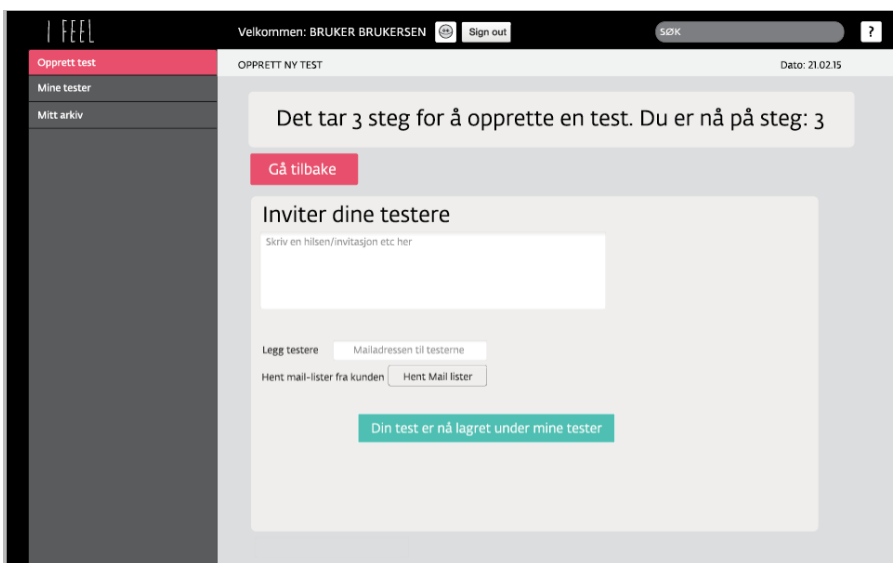 I FEEL
Velkommen: BRUKER BRUKERSEN
Sign out
SØK
?
Opprett test
Mine tester
Mitt arkiv
OPPRETT NY TEST
Dato: 21.02.15
Det tar 3 steg for å opprette en test. Du er nå på steg: 3
Gå tilbake
Inviter dine testere
Skriv en hilsen/invitasjon etc her
Legg testere
Mailadressen til testerne
Hent mail-lister fra kunden
Hent Mail lister
Din test er nå lagret under mine tester